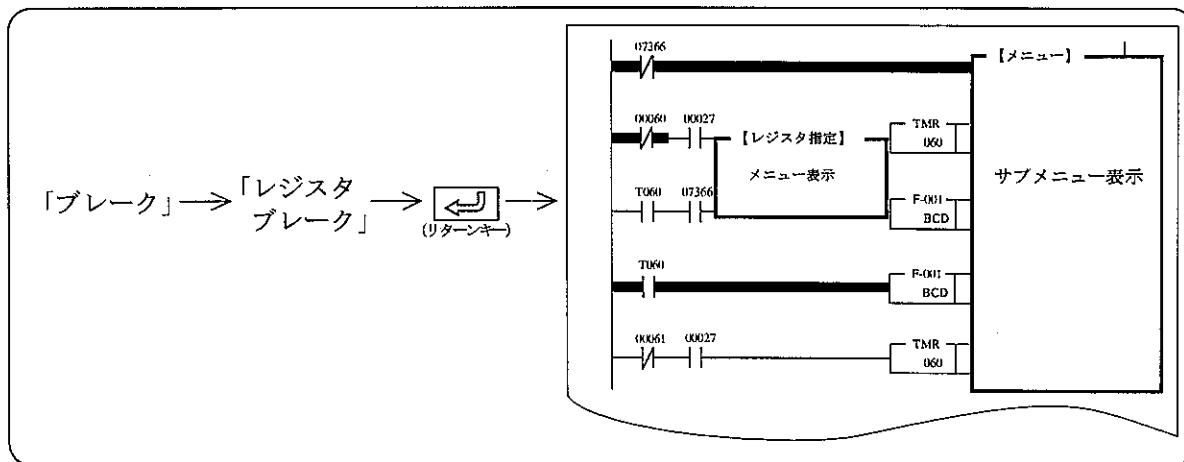 「ブレーク」→「レジスタ
ブレーク」→
(リターンキー)
07366
【メニュー】
サブメニュー表示
00060 00027
【レジスタ指定】
メニュー表示
TMR
060
T060 07366
F-001
BCD
T060
F-001
BCD
00061 00027
TMR
060